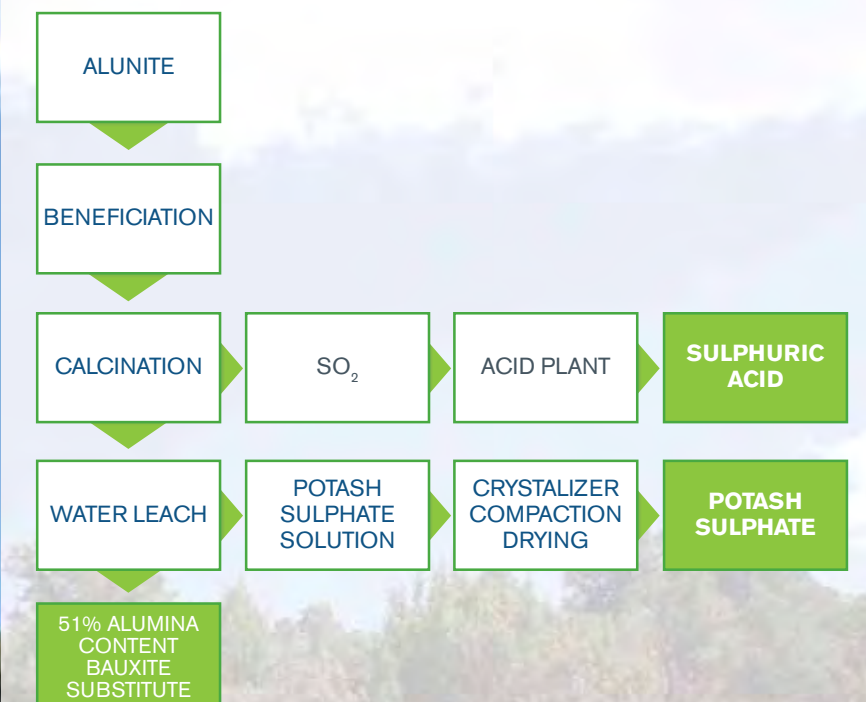 ALUNITE
BENEFICIATION
CALCINATION
SO₂
ACID PLANT
SULPHURIC
ACID
WATER LEACH
POTASH
SULPHATE
SOLUTION
CRYSTALIZER
COMPACTION
DRYING
POTASH
SULPHATE
51% ALUMINA
CONTENT
BAUXITE
SUBSTITUTE